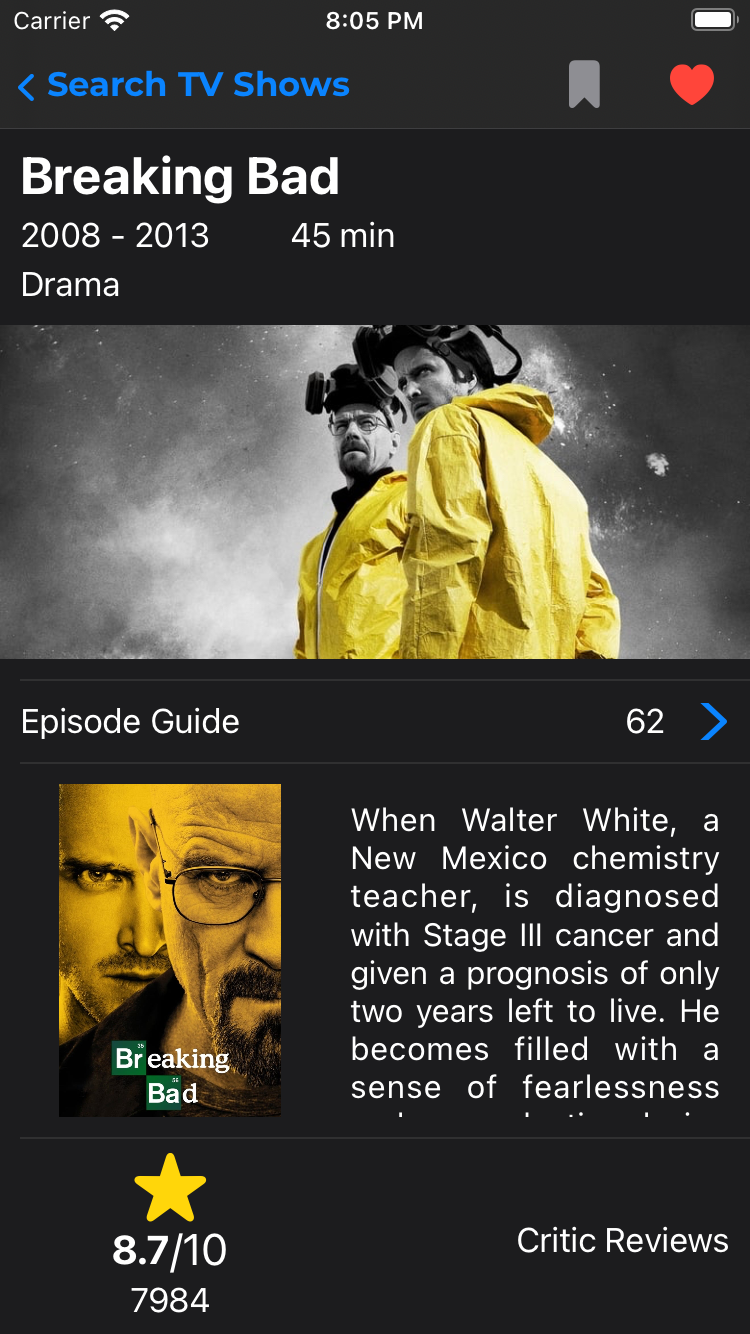 Carrier 8:05 PM
Search TV Shows
Breaking Bad
2008 - 2013 45 min
Drama
Episode Guide 62
When Walter White, a
New Mexico chemistry
teacher, is diagnosed
with Stage III cancer and
given a prognosis of only
two years left to live. He
becomes filled with a
sense of fearlessness
35
Breaking
56
Bad
8.7/10
7984
Critic Reviews